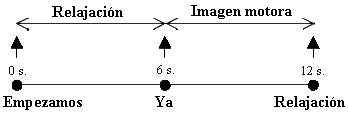 Relajación Imagen motora
0 s. 6 s. 12 s.
Empezamos Ya Relajación